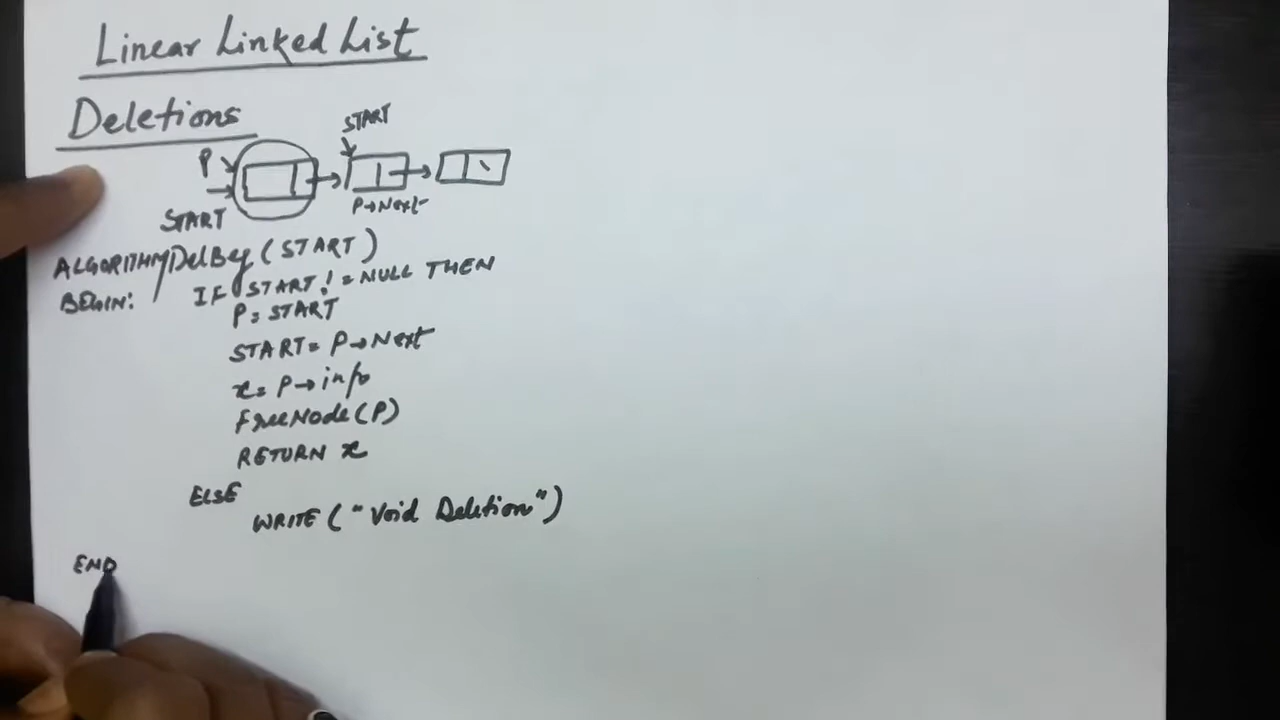 Linear Linked List
Deletions
START
P
P→Next
START
ALGORITHM DelBeg (START)
BEGIN:
IF START != NULL THEN
P = START
START = P→Next
x = P→info
FreeNode(P)
RETURN x
ELSE
WRITE ("Void Deletion")
END